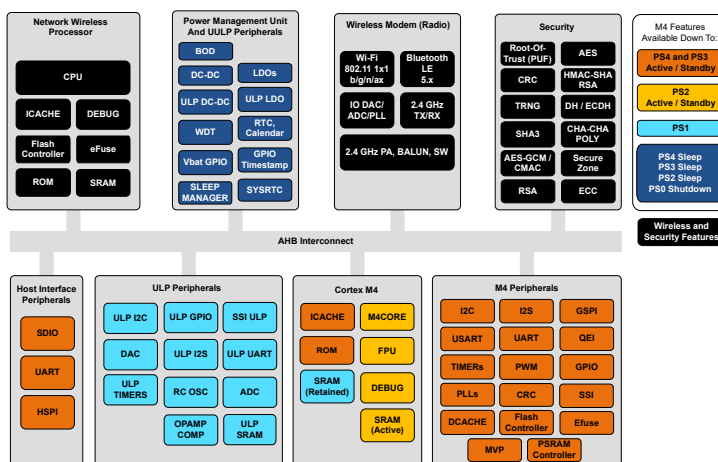 Network Wireless
Processor
CPU
ICACHE
DEBUG
Flash
Controller
eFuse
ROM
SRAM
Power Management Unit
And UULP Peripherals
BOD
DC-DC
LDOs
ULP DC-DC
ULP LDO
WDT
RTC,
Calendar
Vbat GPIO
GPIO
Timestamp
SLEEP
MANAGER
SYSRTC
Wireless Modem (Radio)
Wi-Fi
802.11 1x1
b/g/n/ax
Bluetooth
LE
5.x
IO DAC/
ADC/PLL
2.4 GHz
TX/RX
2.4 GHz PA, BALUN, SW
Security
Root-Of-
Trust (PUF)
AES
CRC
HMAC-SHA
RSA
TRNG
DH / ECDH
SHA3
CHA-CHA
POLY
AES-GCM /
CMAC
Secure
Zone
RSA
ECC
M4 Features
Available Down To:
PS4 and PS3
Active / Standby
PS2
Active / Standby
PS1
PS4 Sleep
PS3 Sleep
PS2 Sleep
PS0 Shutdown
Wireless and
Security Features
AHB Interconnect
Host Interface
Peripherals
SDIO
UART
HSPI
ULP Peripherals
ULP I2C
ULP GPIO
SSI ULP
DAC
ULP I2S
ULP UART
ULP
TIMERS
RC OSC
ADC
OPAMP
COMP
ULP
SRAM
Cortex M4
ICACHE
M4CORE
ROM
FPU
SRAM
(Retained)
DEBUG
SRAM
(Active)
M4 Peripherals
I2C
I2S
GSPI
USART
UART
QEI
TIMERs
PWM
GPIO
PLLs
CRC
SSI
DCACHE
Flash
Controller
Efuse
MVP
PSRAM
Controller